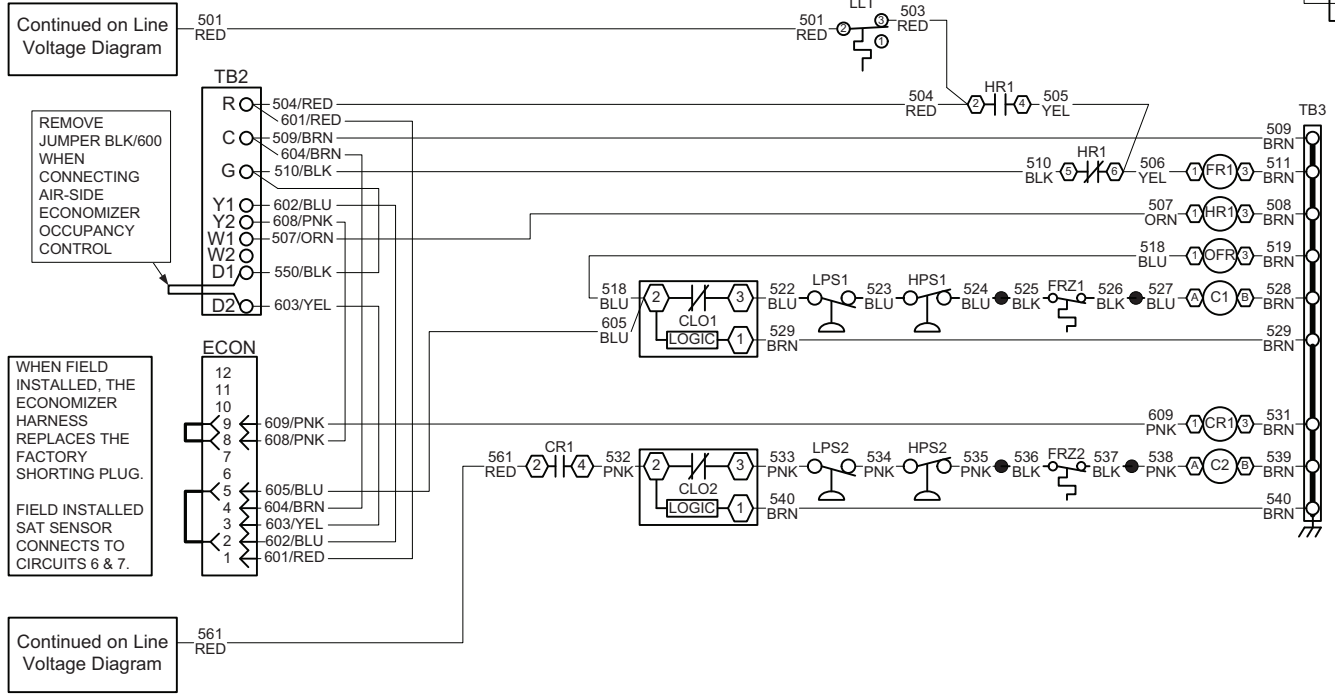 Continued on Line
Voltage Diagram
501
RED
501
RED
2
3
1
503
RED
TB2
R
504/RED
601/RED
504
RED
2
HR1
4
505
YEL
TB3
REMOVE
JUMPER BLK/600
WHEN
CONNECTING
AIR-SIDE
ECONOMIZER
OCCUPANCY
CONTROL
C
509/BRN
604/BRN
509
BRN
G
510/BLK
510
BLK
5
HR1
6
506
YEL
1
FR1
3
511
BRN
Y1
602/BLU
Y2
608/PNK
W1
507/ORN
507
ORN
1
HR1
3
508
BRN
W2
D1
550/BLK
518
BLU
1
OFR
3
519
BRN
D2
603/YEL
518
BLU
605
BLU
2
3
CLO1
LOGIC
1
522
BLU
LPS1
523
BLU
HPS1
524
BLU
525
BLK
FRZ1
526
BLK
527
BLU
A
C1
B
528
BRN
529
BRN
529
BRN
ECON
WHEN FIELD
INSTALLED, THE
ECONOMIZER
HARNESS
REPLACES THE
FACTORY
SHORTING PLUG.
FIELD INSTALLED
SAT SENSOR
CONNECTS TO
CIRCUITS 6 & 7.
12
11
10
9
609/PNK
8
608/PNK
7
6
5
605/BLU
4
604/BRN
3
603/YEL
2
602/BLU
1
601/RED
609
PNK
1
CR1
3
531
BRN
561
RED
2
CR1
4
532
PNK
2
3
CLO2
LOGIC
1
533
PNK
LPS2
534
PNK
HPS2
535
PNK
536
BLK
FRZ2
537
BLK
538
PNK
A
C2
B
539
BRN
540
BRN
540
BRN
Continued on Line
Voltage Diagram
561
RED